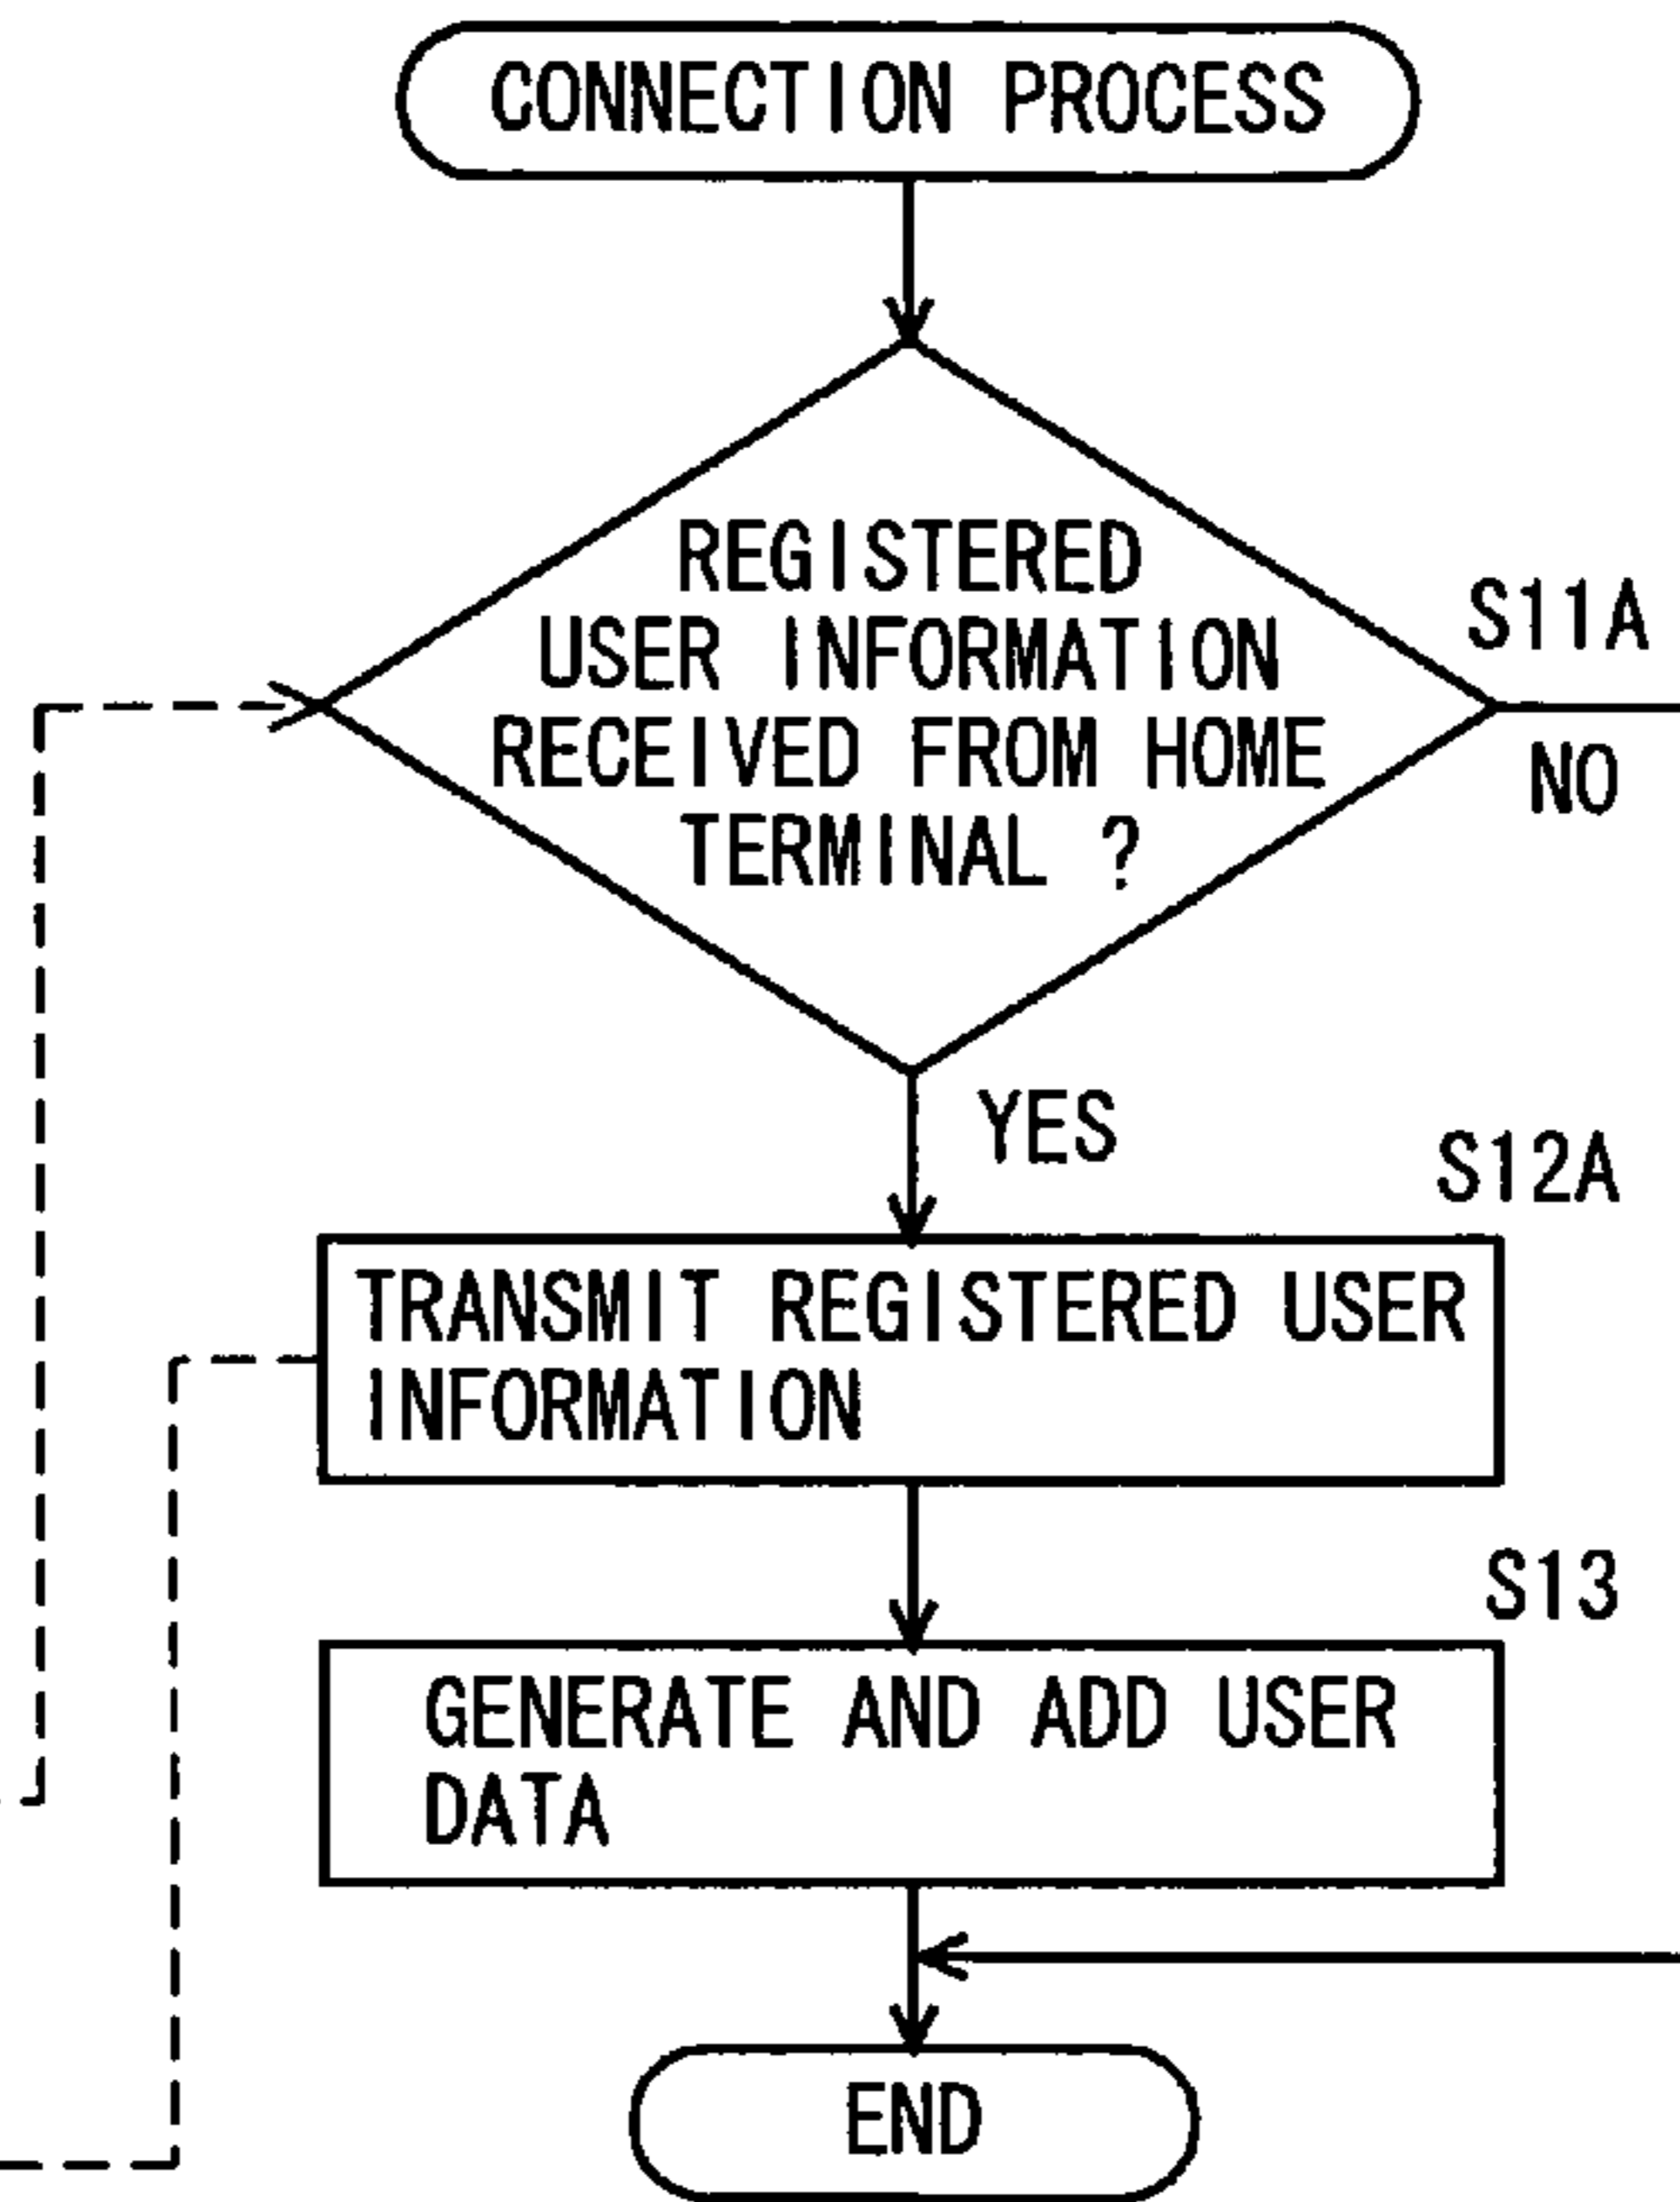 CONNECTION PROCESS
REGISTERED
USER INFORMATION
RECEIVED FROM HOME
TERMINAL ?
S11A
NO
YES
S12A
TRANSMIT REGISTERED USER
INFORMATION
S13
GENERATE AND ADD USER
DATA
END